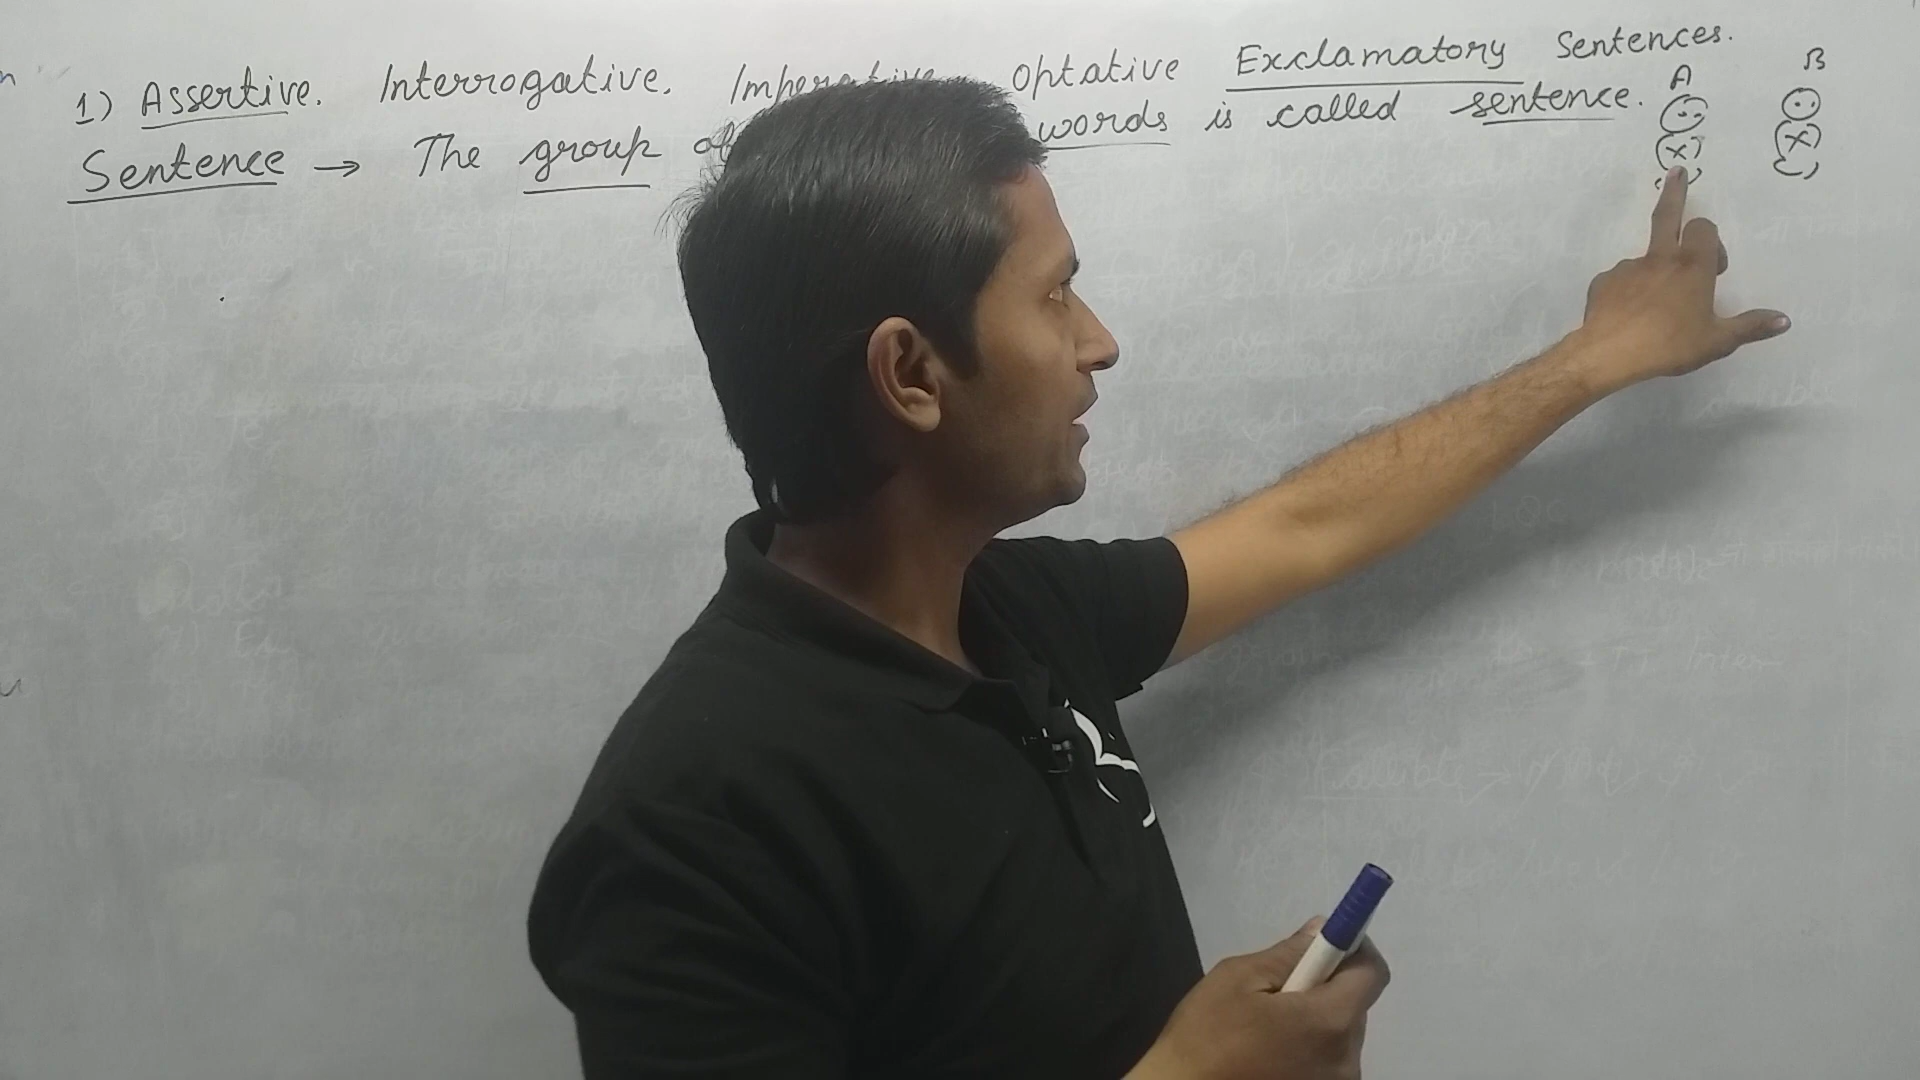 1) Assertive. Interrogative. Imperative optative Exclamatory Sentences.
Sentence → The group of words is called sentence.
A B